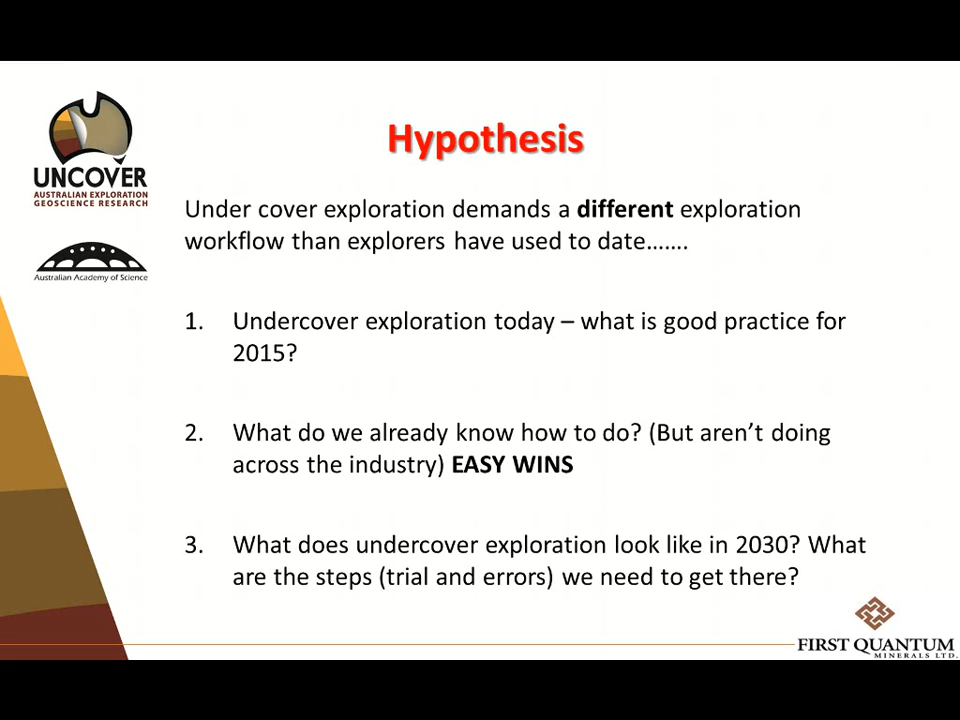 Hypothesis
UNCOVER
AUSTRALIAN EXPLORATION
GEOSCIENCE RESEARCH
Australian Academy of Science
Under cover exploration demands a different exploration
workflow than explorers have used to date…….
1. Undercover exploration today – what is good practice for
2015?
2. What do we already know how to do? (But aren’t doing
across the industry) EASY WINS
3. What does undercover exploration look like in 2030? What
are the steps (trial and errors) we need to get there?
FIRST QUANTUM
MINERALS LTD.